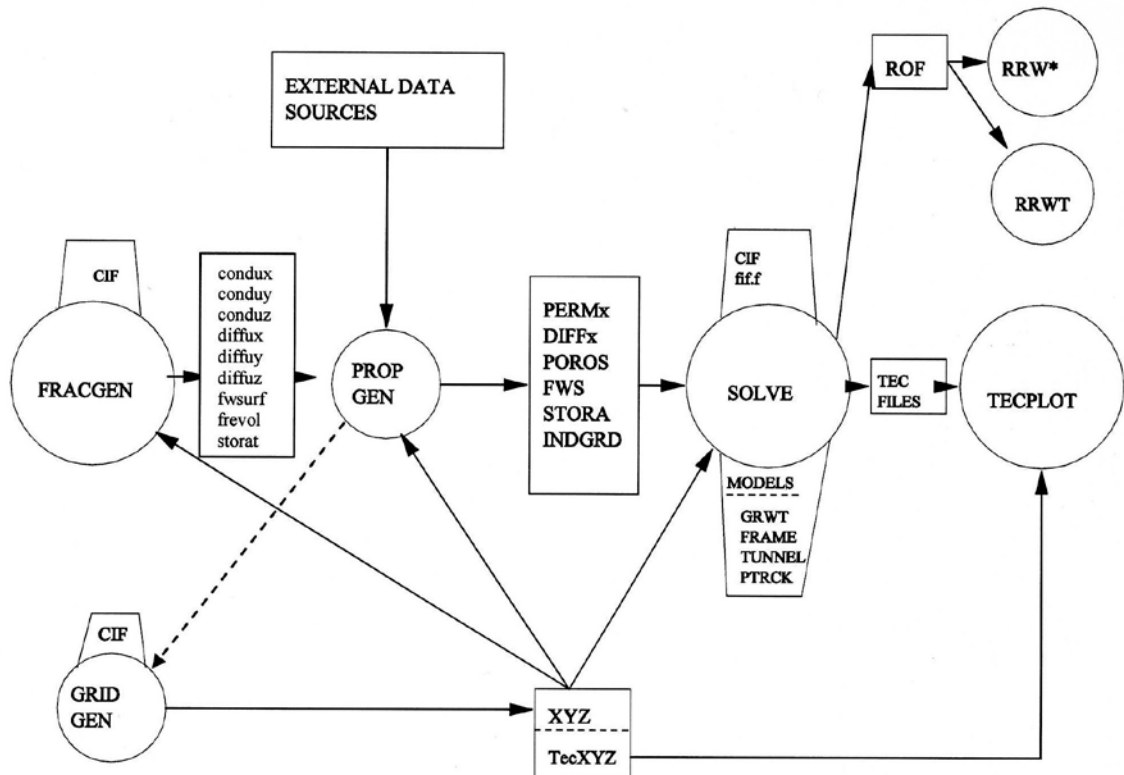 EXTERNAL DATA
SOURCES
ROF
RRW*
RRWT
CIF
FRACGEN
condux
conduy
conduz
diffux
diffuy
diffuz
fwsurf
frevol
storat
PROP
GEN
PERMx
DIFFx
POROS
FWS
STORA
INDGRD
CIF
fif.f
SOLVE
MODELS
GRWT
FRAME
TUNNEL
PTRCK
TEC
FILES
TECPLOT
CIF
GRID
GEN
XYZ
TecXYZ